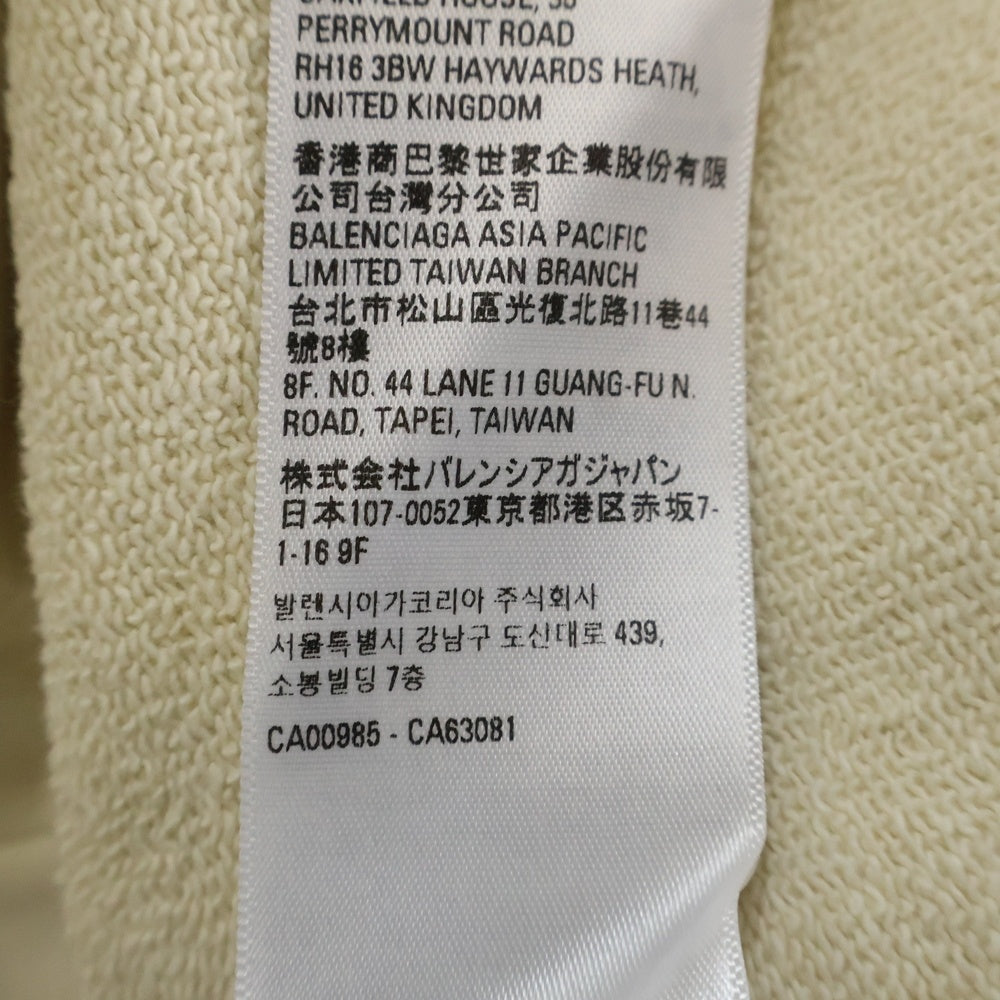 PERRYMOUNT ROAD
RH16 3BW HAYWARDS HEATH,
UNITED KINGDOM
香港商巴黎世家企業股份有限
公司台灣分公司
BALENCIAGA ASIA PACIFIC
LIMITED TAIWAN BRANCH
台北市松山區光復北路11巷44
號8樓
8F. NO. 44 LANE 11 GUANG-FU N.
ROAD, TAPEI, TAIWAN
株式会社バレンシアガジャパン
日本107-0052東京都港区赤坂7-
1-16 9F
발렌시아가코리아 주식회사
서울특별시 강남구 도산대로 439,
소봉빌딩 7층
CA00985 - CA63081